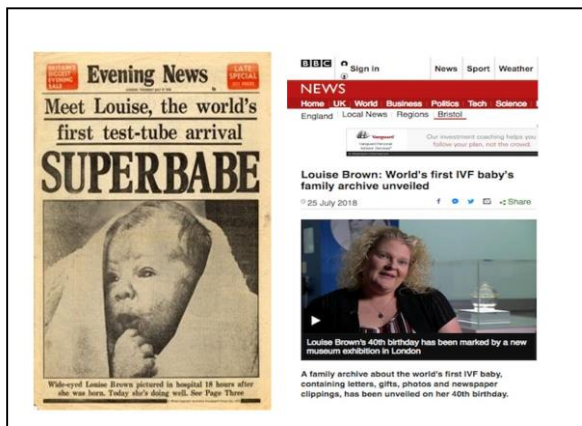 BRITAIN'S
BIGGEST
EVENING
SALE
Evening News
LATE
SPECIAL
Meet Louise, the world's
first test-tube arrival
SUPERBABE
Wide-eyed Louise Brown pictured in hospital 18 hours after
she was born. Today she's doing well. See Page Three
BBC
Sign in
News
Sport
Weather
NEWS
Home UK World Business Politics Tech Science
England Local News Regions Bristol
Vanguard
Our investment coaching helps you
follow your plan, not the crowd.
Louise Brown: World's first IVF baby's
family archive unveiled
25 July 2018
Share
Louise Brown's 40th birthday has been marked by a new
museum exhibition in London
A family archive about the world's first IVF baby,
containing letters, gifts, photos and newspaper
clippings, has been unveiled on her 40th birthday.